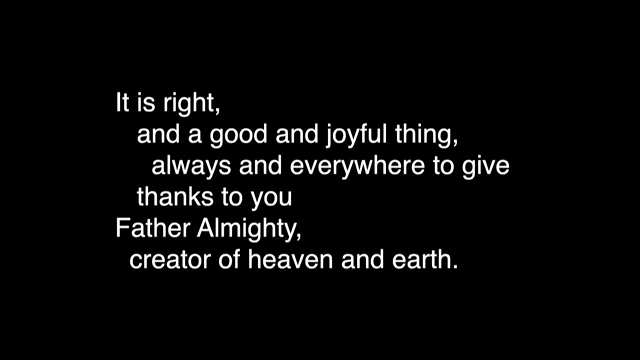 It is right,
and a good and joyful thing,
always and everywhere to give
thanks to you
Father Almighty,
creator of heaven and earth.